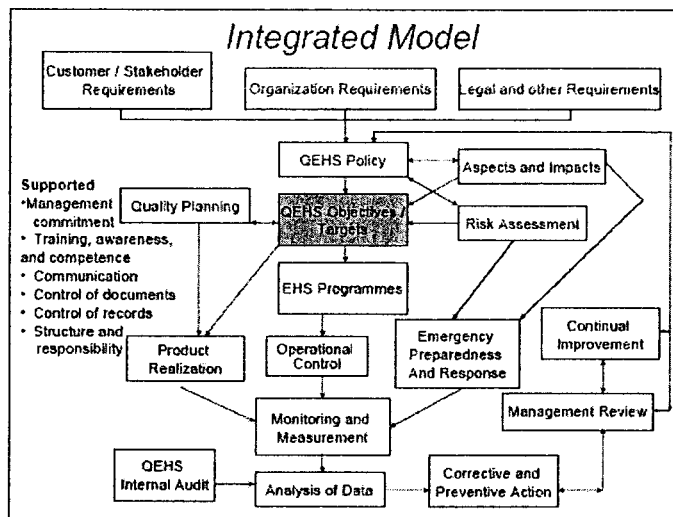 Integrated Model
Customer / Stakeholder
Requirements
Organization Requirements
Legal and other Requirements
QEHS Policy
Aspects and Impacts
Supported
•Management
commitment
• Training, awareness,
and competence
• Communication
• Control of documents
• Control of records
• Structure and
responsibility
Quality Planning
QEHS Objectives /
Targets
Risk Assessment
EHS Programmes
Product
Realization
Operational
Control
Emergency
Preparedness
And Response
Continual
Improvement
Monitoring and
Measurement
Management Review
QEHS
Internal Audit
Analysis of Data
Corrective and
Preventive Action